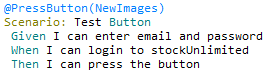 @PressButton(NewImages)
Scenario: Test Button
Given I can enter email and password
When I can login to stockUnlimited
Then I can press the button